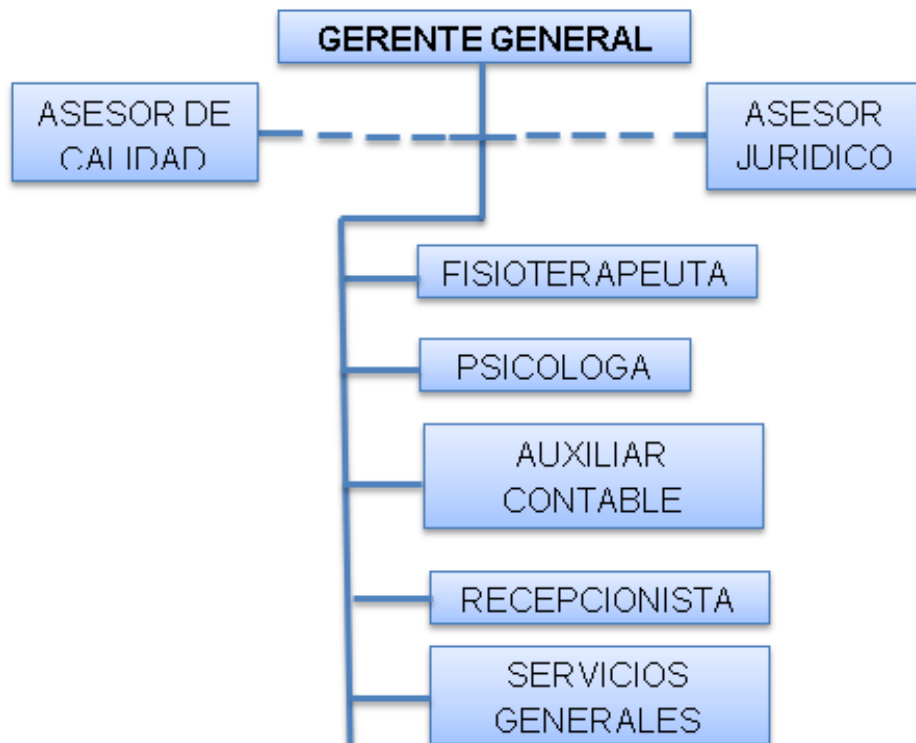 GERENTE GENERAL
ASESOR DE
CALIDAD
ASESOR
JURIDICO
FISIOTERAPEUTA
PSICOLOGA
AUXILIAR
CONTABLE
RECEPCIONISTA
SERVICIOS
GENERALES